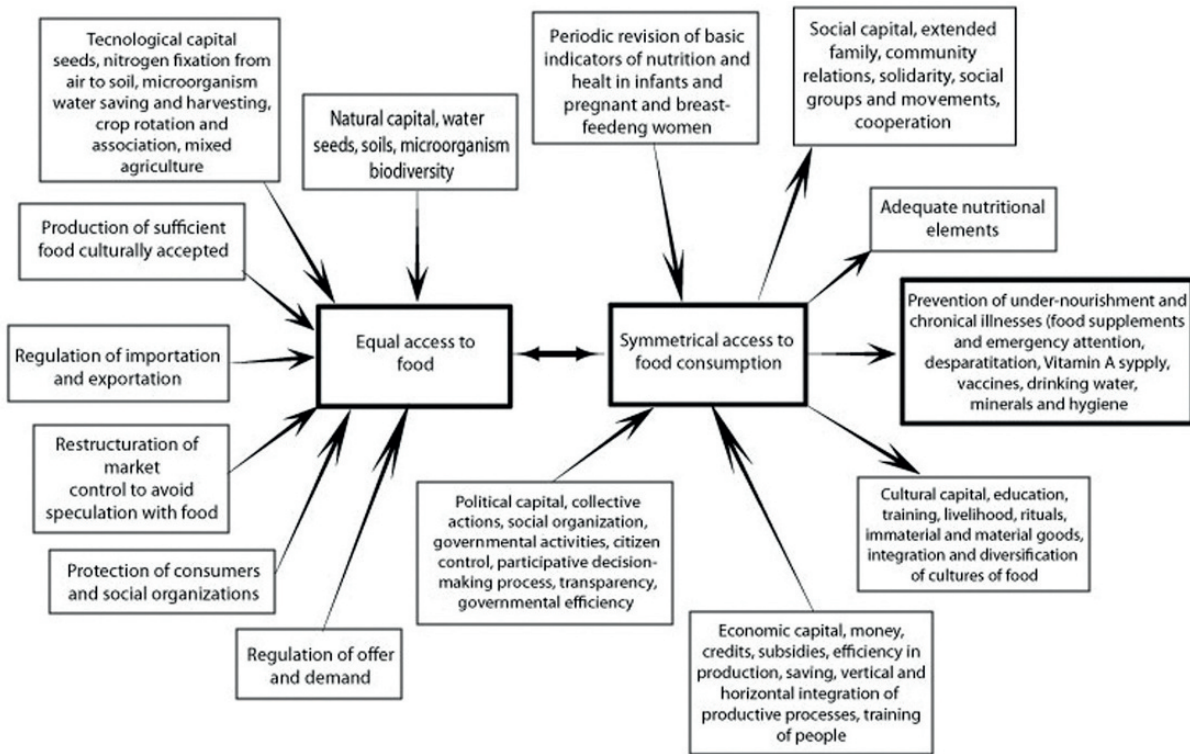 Tecnological capital
seeds, nitrogen fixation from
air to soil, microorganism
water saving and harvesting,
crop rotation and
association, mixed
agriculture
Natural capital, water
seeds, soils, microorganism
biodiversity
Periodic revision of basic
indicators of nutrition and
healt in infants and
pregnant and breast-
feedeng women
Social capital, extended
family, community
relations, solidarity, social
groups and movements,
cooperation
Production of sufficient
food culturally accepted
Adequate nutritional
elements
Regulation of importation
and exportation
Equal access to
food
Symmetrical access to
food consumption
Prevention of under-nourishment and
chronical illnesses (food supplements
and emergency attention,
desparatitation, Vitamin A sypply,
vaccines, drinking water,
minerals and hygiene
Restructuration of
market
control to avoid
speculation with food
Political capital, collective
actions, social organization,
governmental activities, citizen
control, participative decision-
making process, transparency,
governmental efficiency
Cultural capital, education,
training, livelihood, rituals,
immaterial and material goods,
integration and diversification
of cultures of food
Protection of consumers
and social organizations
Regulation of offer
and demand
Economic capital, money,
credits, subsidies, efficiency in
production, saving, vertical and
horizontal integration of
productive processes, training
of people